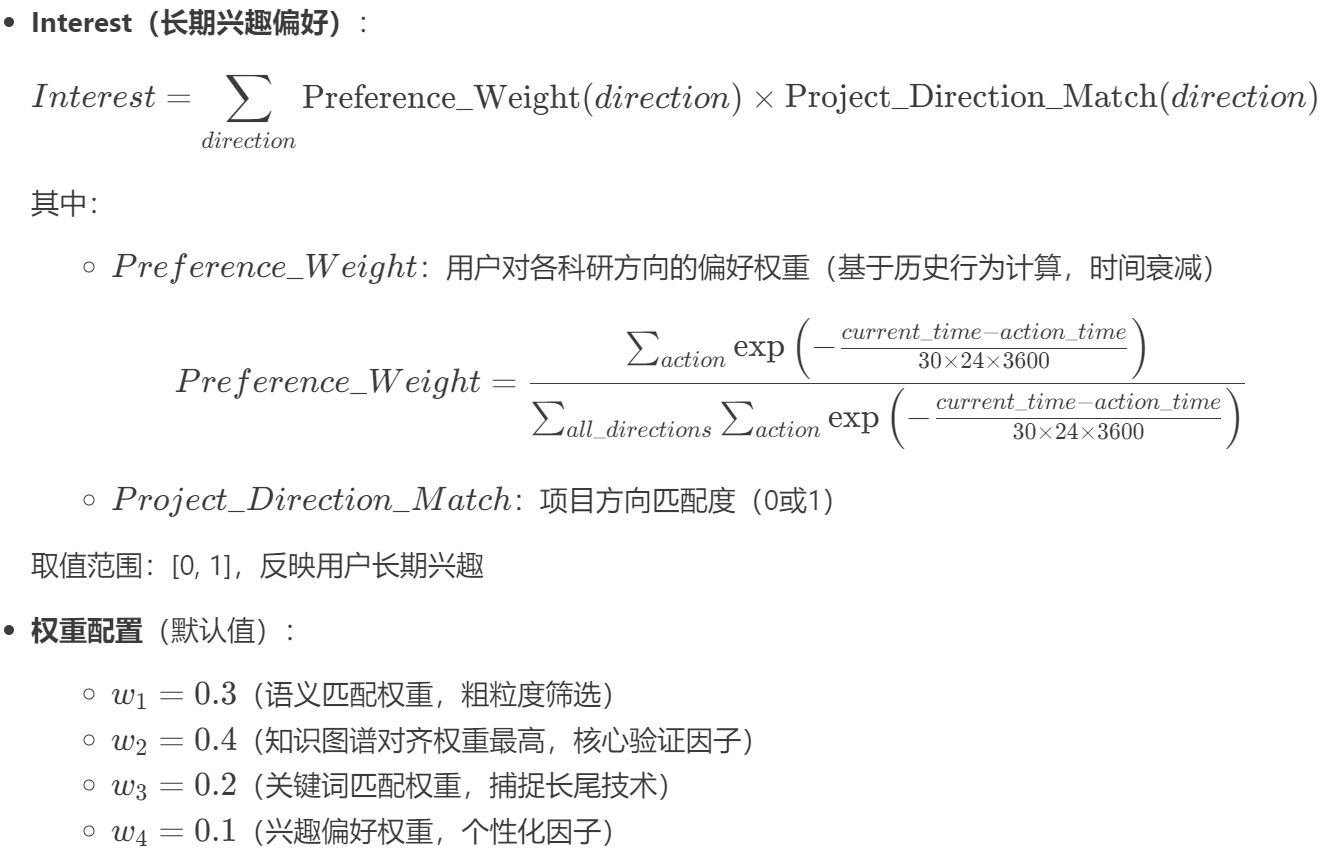 • Interest（长期兴趣偏好）：
Interest = ∑_{direction} Preference_Weight(direction) × Project_Direction_Match(direction)
其中：
◦ Preference_Weight：用户对各科研方向的偏好权重（基于历史行为计算，时间衰减）
Preference_Weight = \frac{∑_{action} exp(−\frac{current_time−action_time}{30×24×3600})}{∑_{all_directions} ∑_{action} exp(−\frac{current_time−action_time}{30×24×3600})}
◦ Project_Direction_Match：项目方向匹配度（0或1）
取值范围：[0, 1]，反映用户长期兴趣
• 权重配置（默认值）：
◦ w₁ = 0.3（语义匹配权重，粗粒度筛选）
◦ w₂ = 0.4（知识图谱对齐权重最高，核心验证因子）
◦ w₃ = 0.2（关键词匹配权重，捕捉长尾技术）
◦ w₄ = 0.1（兴趣偏好权重，个性化因子）